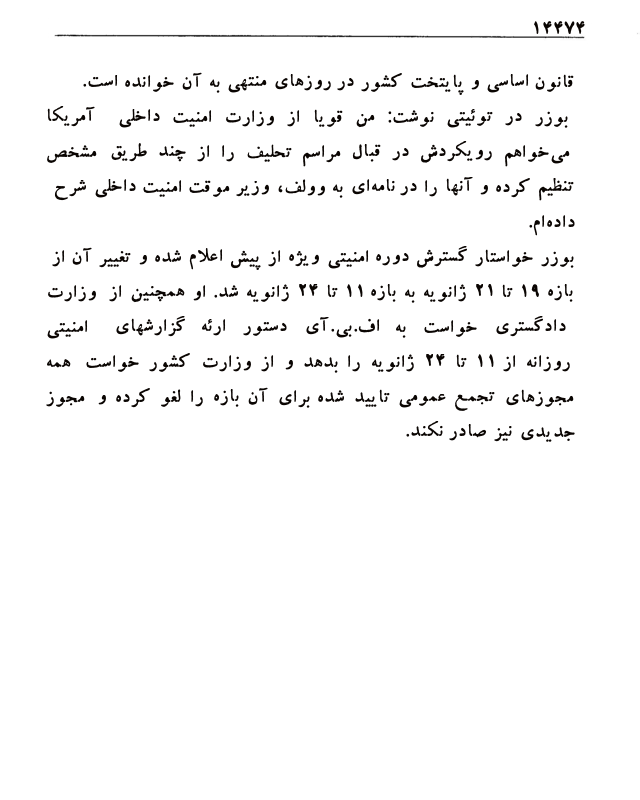 ۱۴۴۷۴
قانون اساسی و پایتخت کشور در روزهای منتهی به آن خوانده است.
بوزر در توئیتی نوشت: من قویا از وزارت امنیت داخلی آمریکا
می‌خواهم رویکردش در قبال مراسم تحلیف را از چند طریق مشخص
تنظیم کرده و آنها را در نامه‌ای به وولف، وزیر موقت امنیت داخلی شرح
داده‌ام.
بوزر خواستار گسترش دوره امنیتی ویژه از پیش اعلام شده و تغییر آن از
بازه ۱۹ تا ۲۱ ژانویه به بازه ۱۱ تا ۲۴ ژانویه شد. او همچنین از وزارت
دادگستری خواست به اف.بی.آی دستور ارئه گزارشهای امنیتی
روزانه از ۱۱ تا ۲۴ ژانویه را بدهد و از وزارت کشور خواست همه
مجوزهای تجمع عمومی تایید شده برای آن بازه را لغو کرده و مجوز
جدیدی نیز صادر نکند.